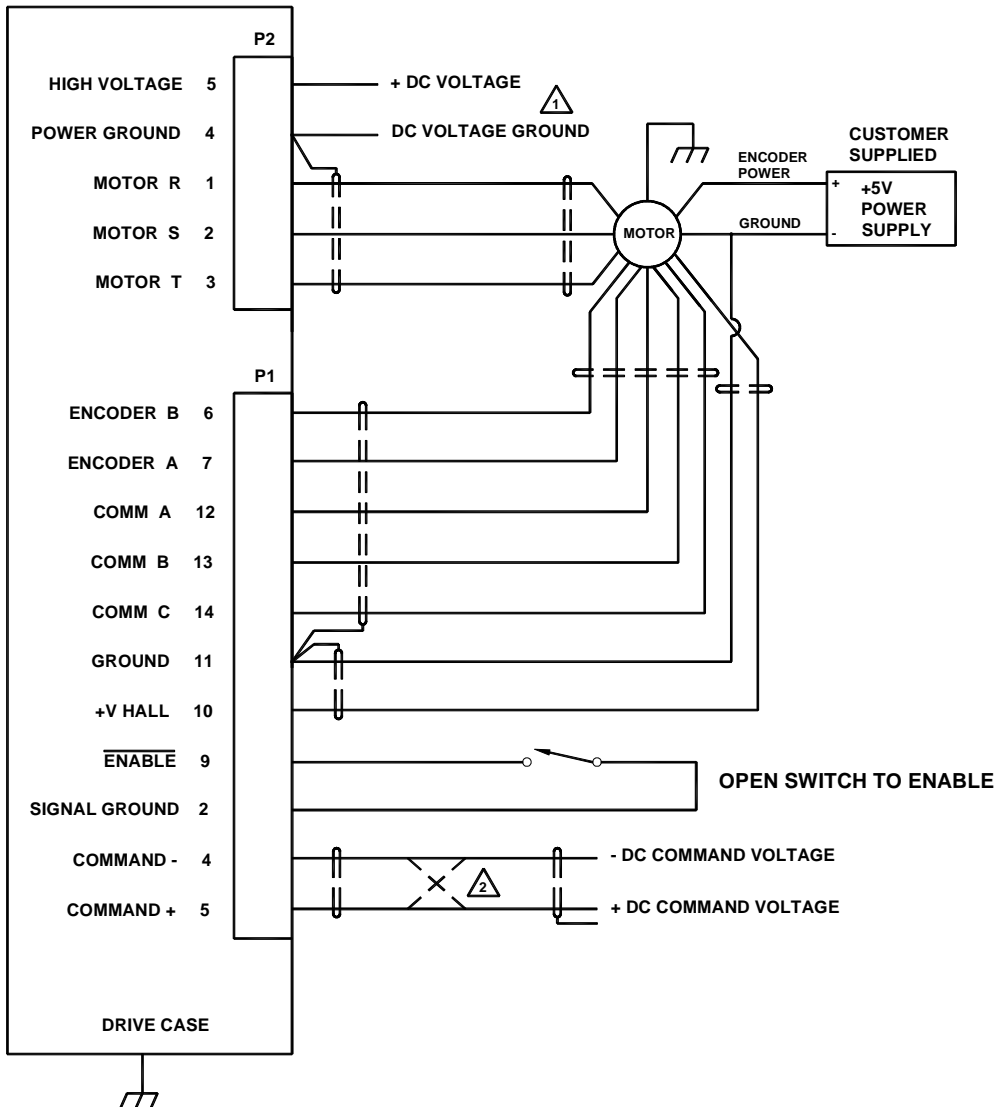 P2
HIGH VOLTAGE 5
+ DC VOLTAGE
1
POWER GROUND 4
DC VOLTAGE GROUND
MOTOR R 1
MOTOR S 2
MOTOR T 3
MOTOR
ENCODER
POWER
GROUND
CUSTOMER
SUPPLIED
+
-
+5V
POWER
SUPPLY
P1
ENCODER B 6
ENCODER A 7
COMM A 12
COMM B 13
COMM C 14
GROUND 11
+V HALL 10
ENABLE 9
OPEN SWITCH TO ENABLE
SIGNAL GROUND 2
COMMAND - 4
- DC COMMAND VOLTAGE
2
COMMAND + 5
+ DC COMMAND VOLTAGE
DRIVE CASE